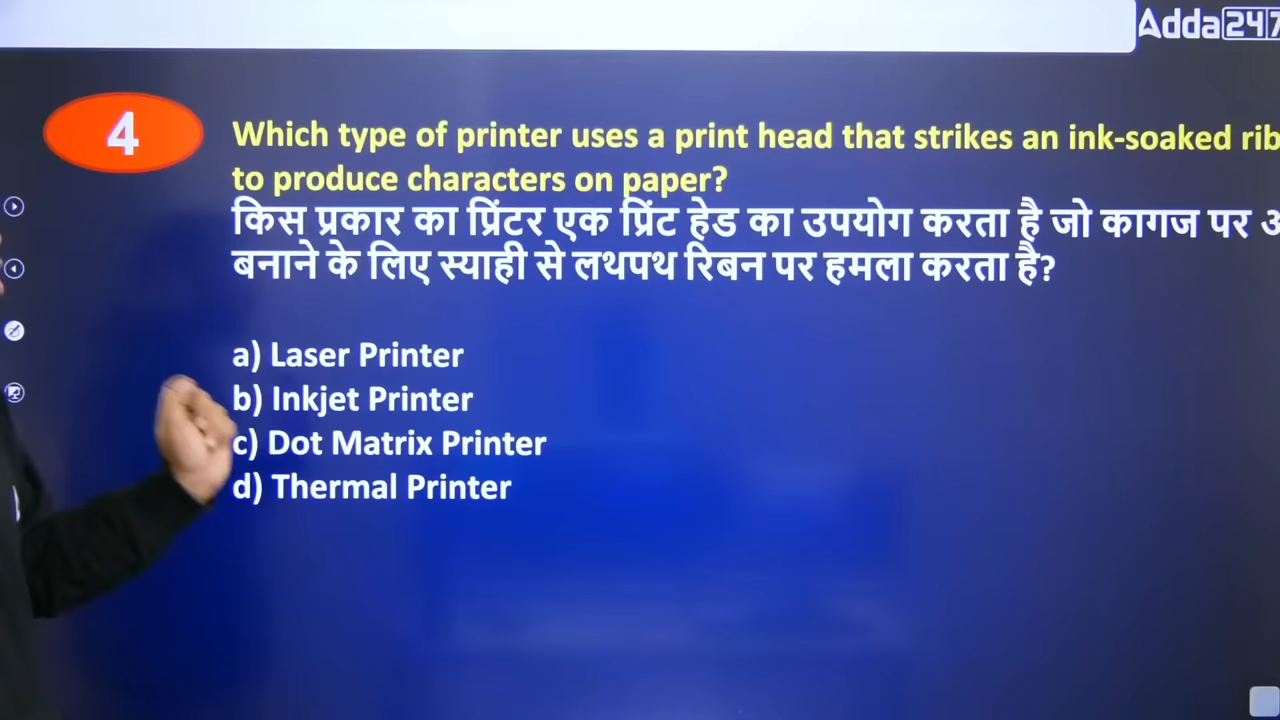 Adda247
4
Which type of printer uses a print head that strikes an ink-soaked
to produce characters on paper?
किस प्रकार का प्रिंटर एक प्रिंट हेड का उपयोग करता है जो कागज पर
बनाने के लिए स्याही से लथपथ रिबन पर हमला करता है?
a) Laser Printer
b) Inkjet Printer
c) Dot Matrix Printer
d) Thermal Printer